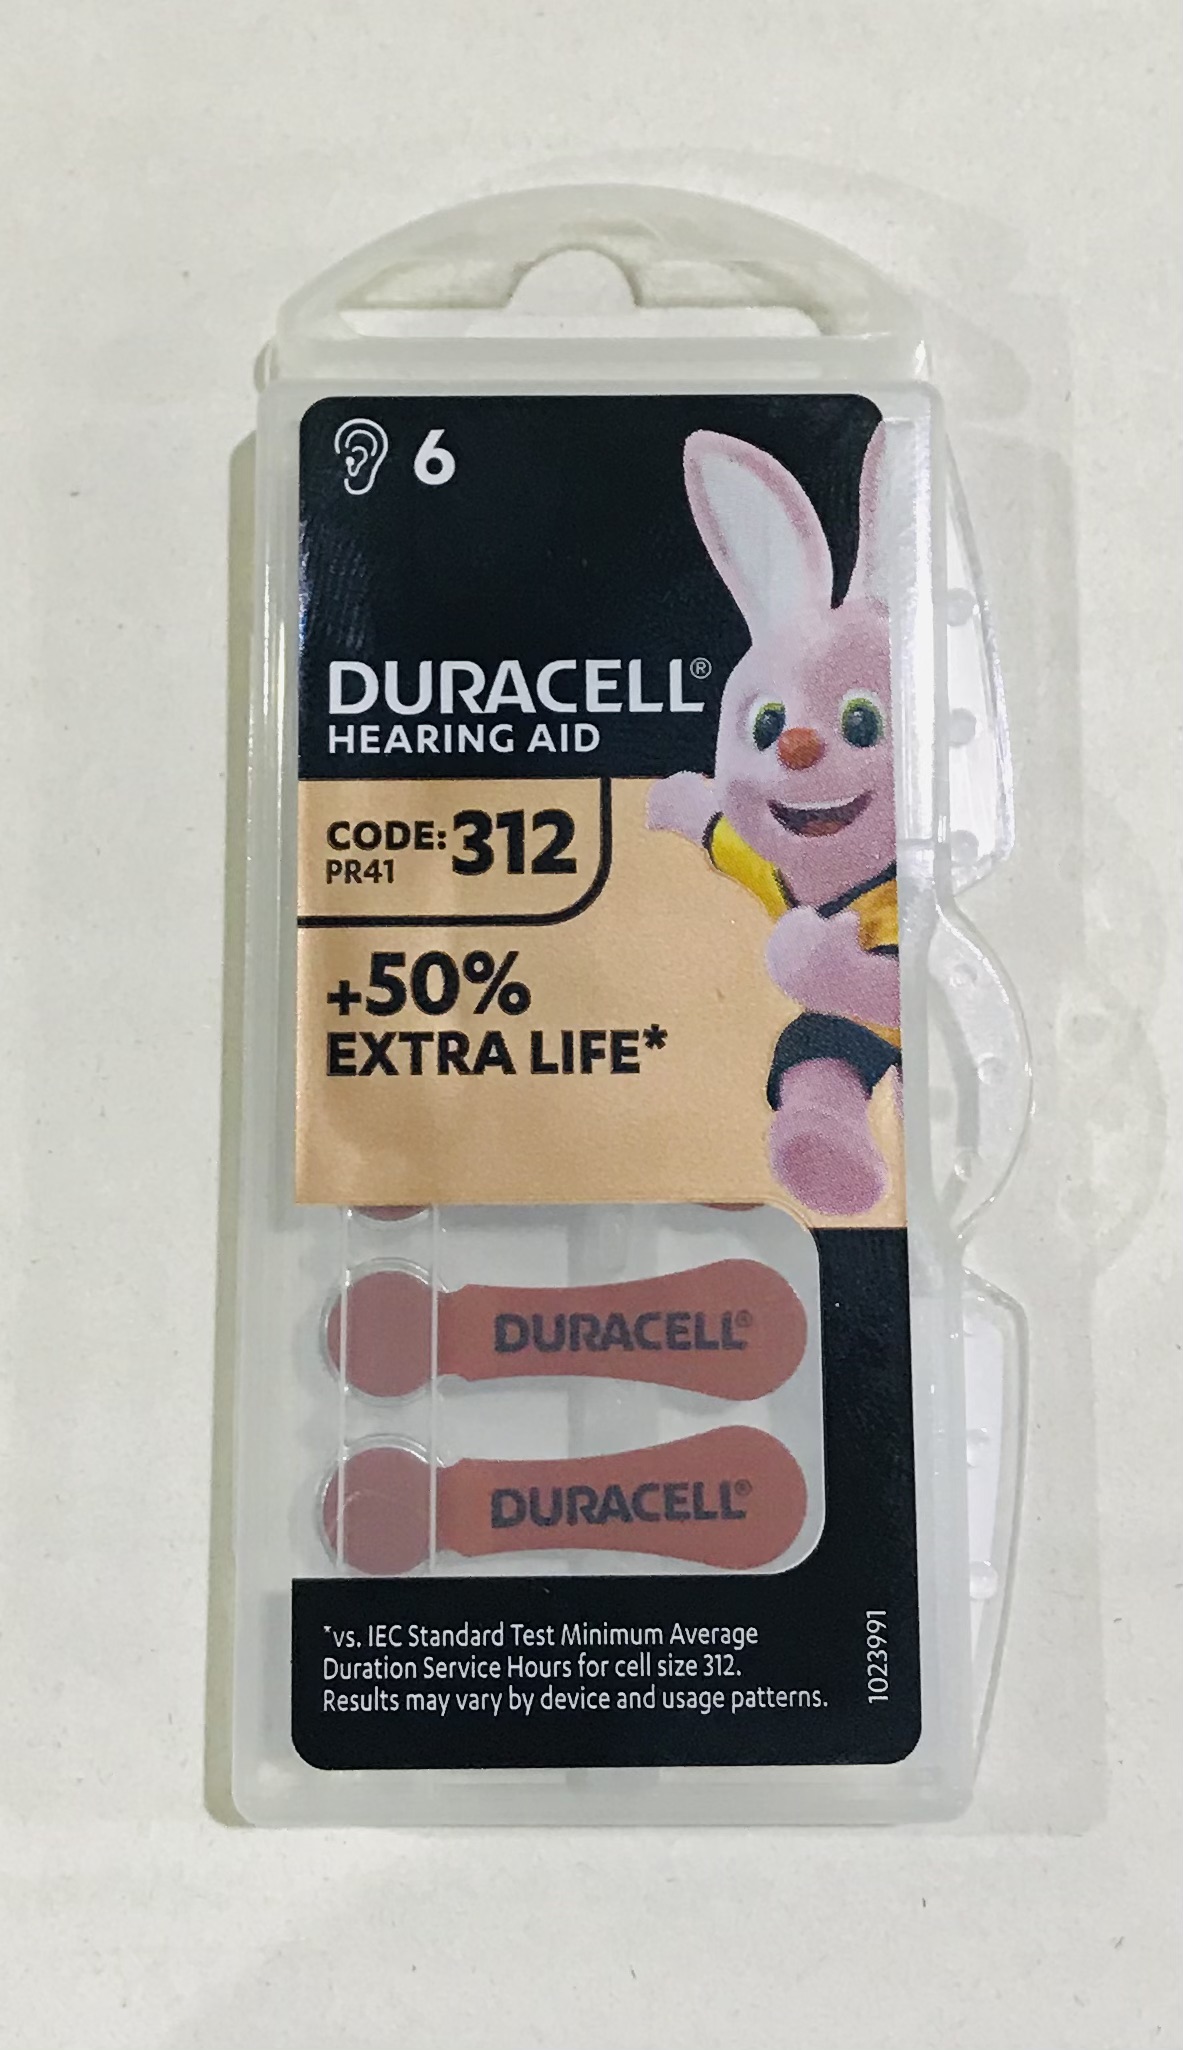 6
DURACELL®
HEARING AID
CODE: 312
PR41
+50%
EXTRA LIFE*
DURACELL®
DURACELL®
*vs. IEC Standard Test Minimum Average
Duration Service Hours for cell size 312.
Results may vary by device and usage patterns.
1023991